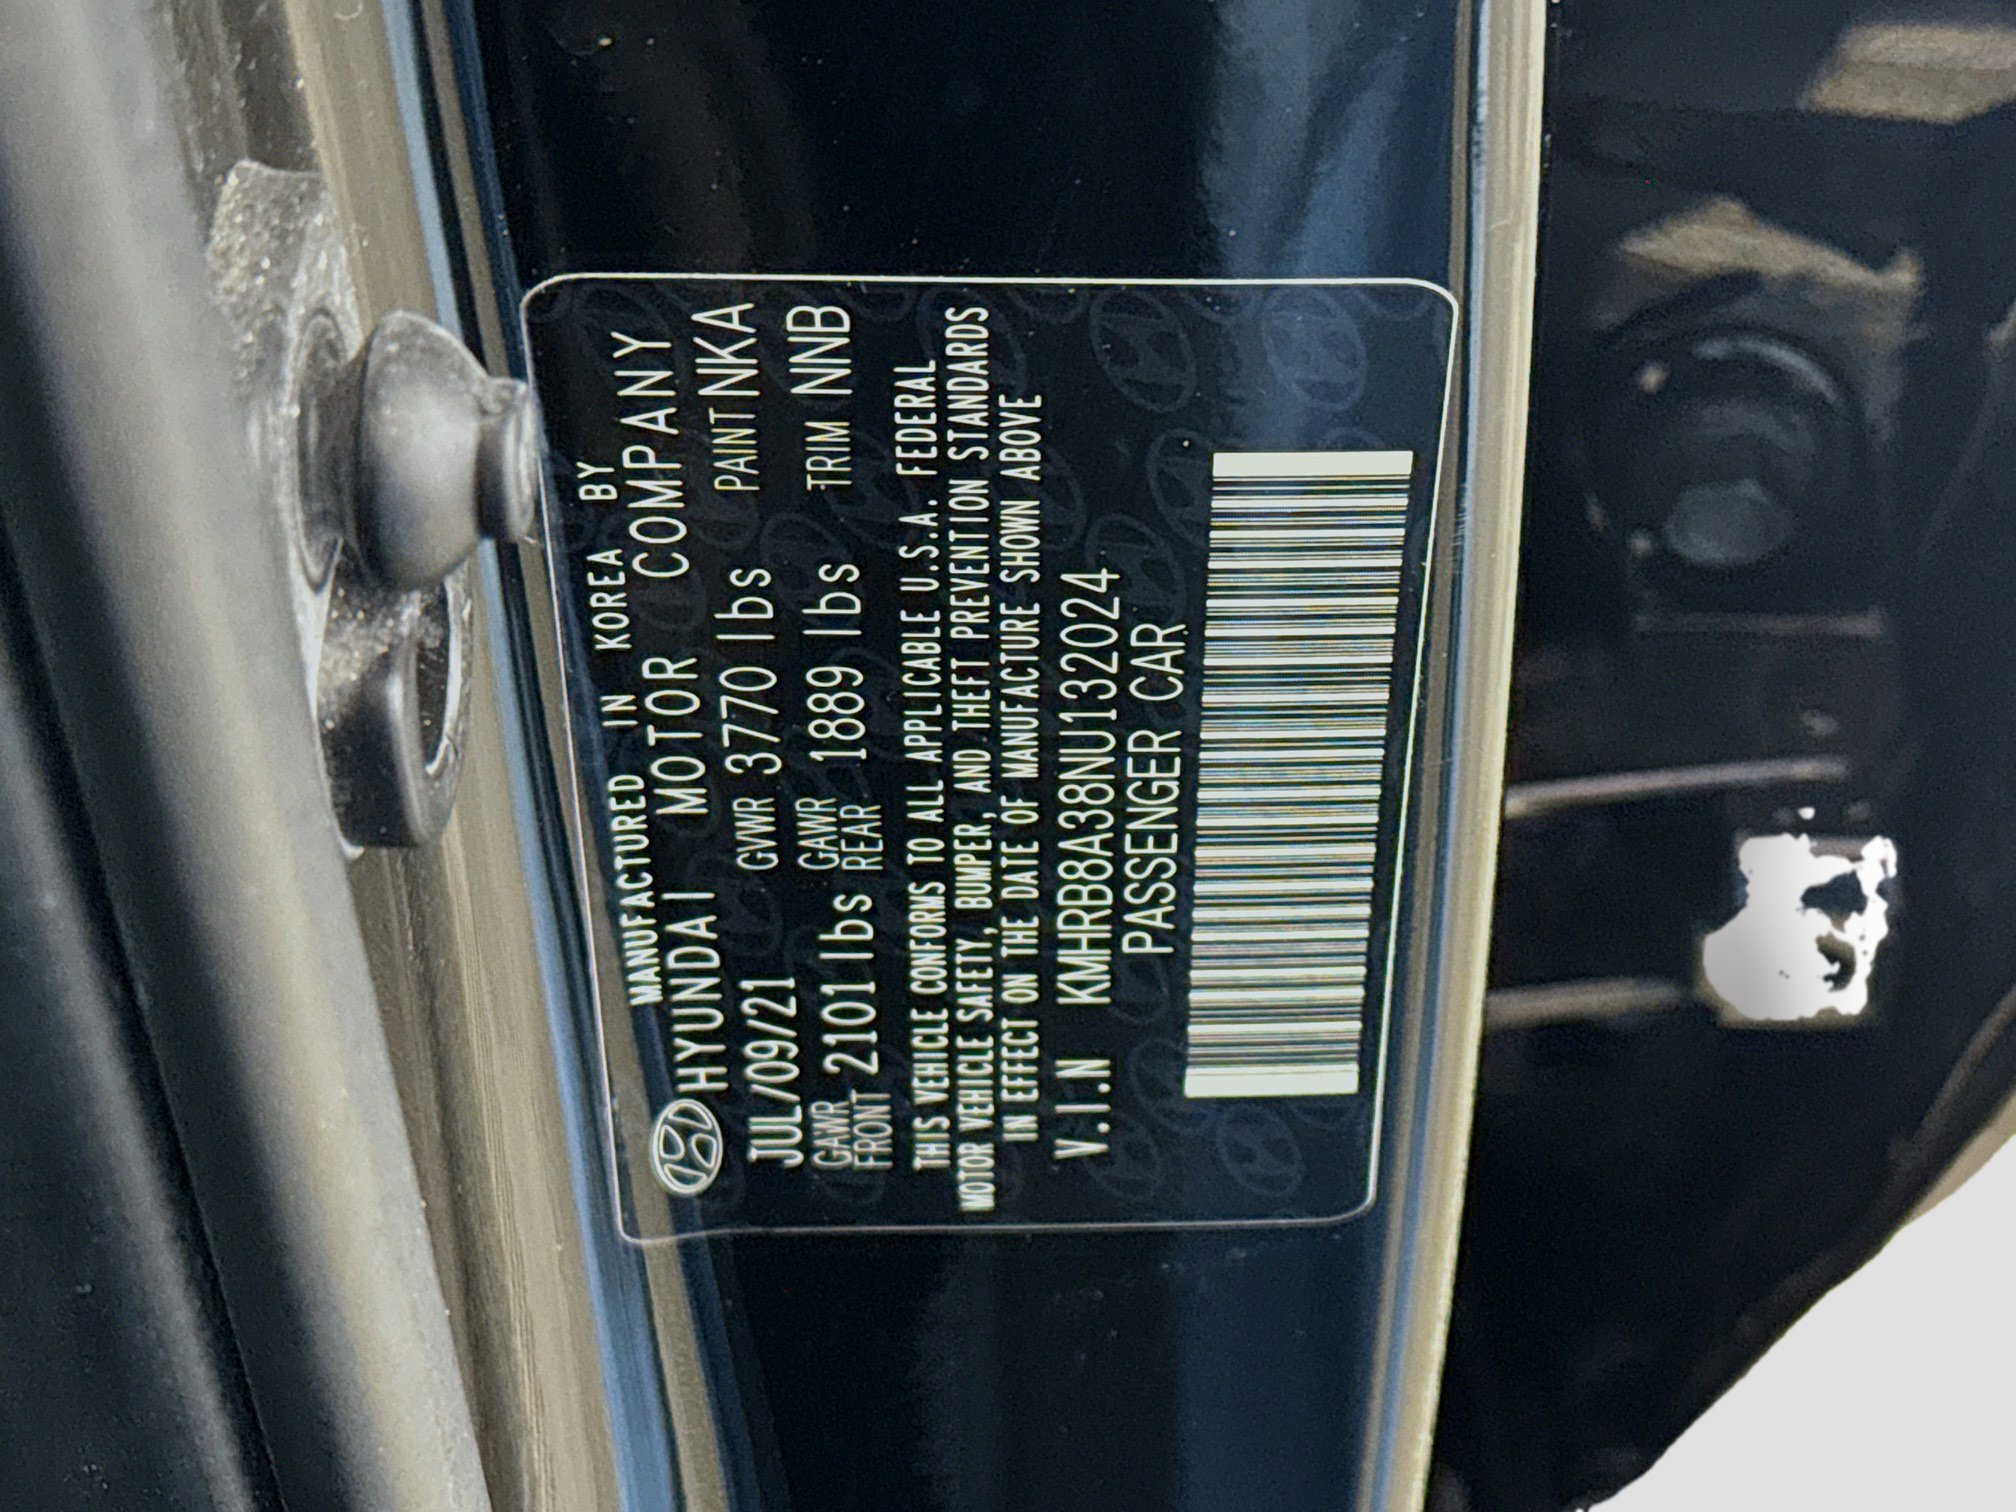 MANUFACTURED IN KOREA BY
HYUNDAI MOTOR COMPANY
JUL/09/21 GVWR 3770 lbs PAINT NKA
GAWR FRONT 2101 lbs GAWR REAR 1889 lbs TRIM NNB
THIS VEHICLE CONFORMS TO ALL APPLICABLE U.S.A. FEDERAL
MOTOR VEHICLE SAFETY, BUMPER, AND THEFT PREVENTION STANDARDS
IN EFFECT ON THE DATE OF MANUFACTURE SHOWN ABOVE
V.I.N KMHRB8A38NU132024
PASSENGER CAR